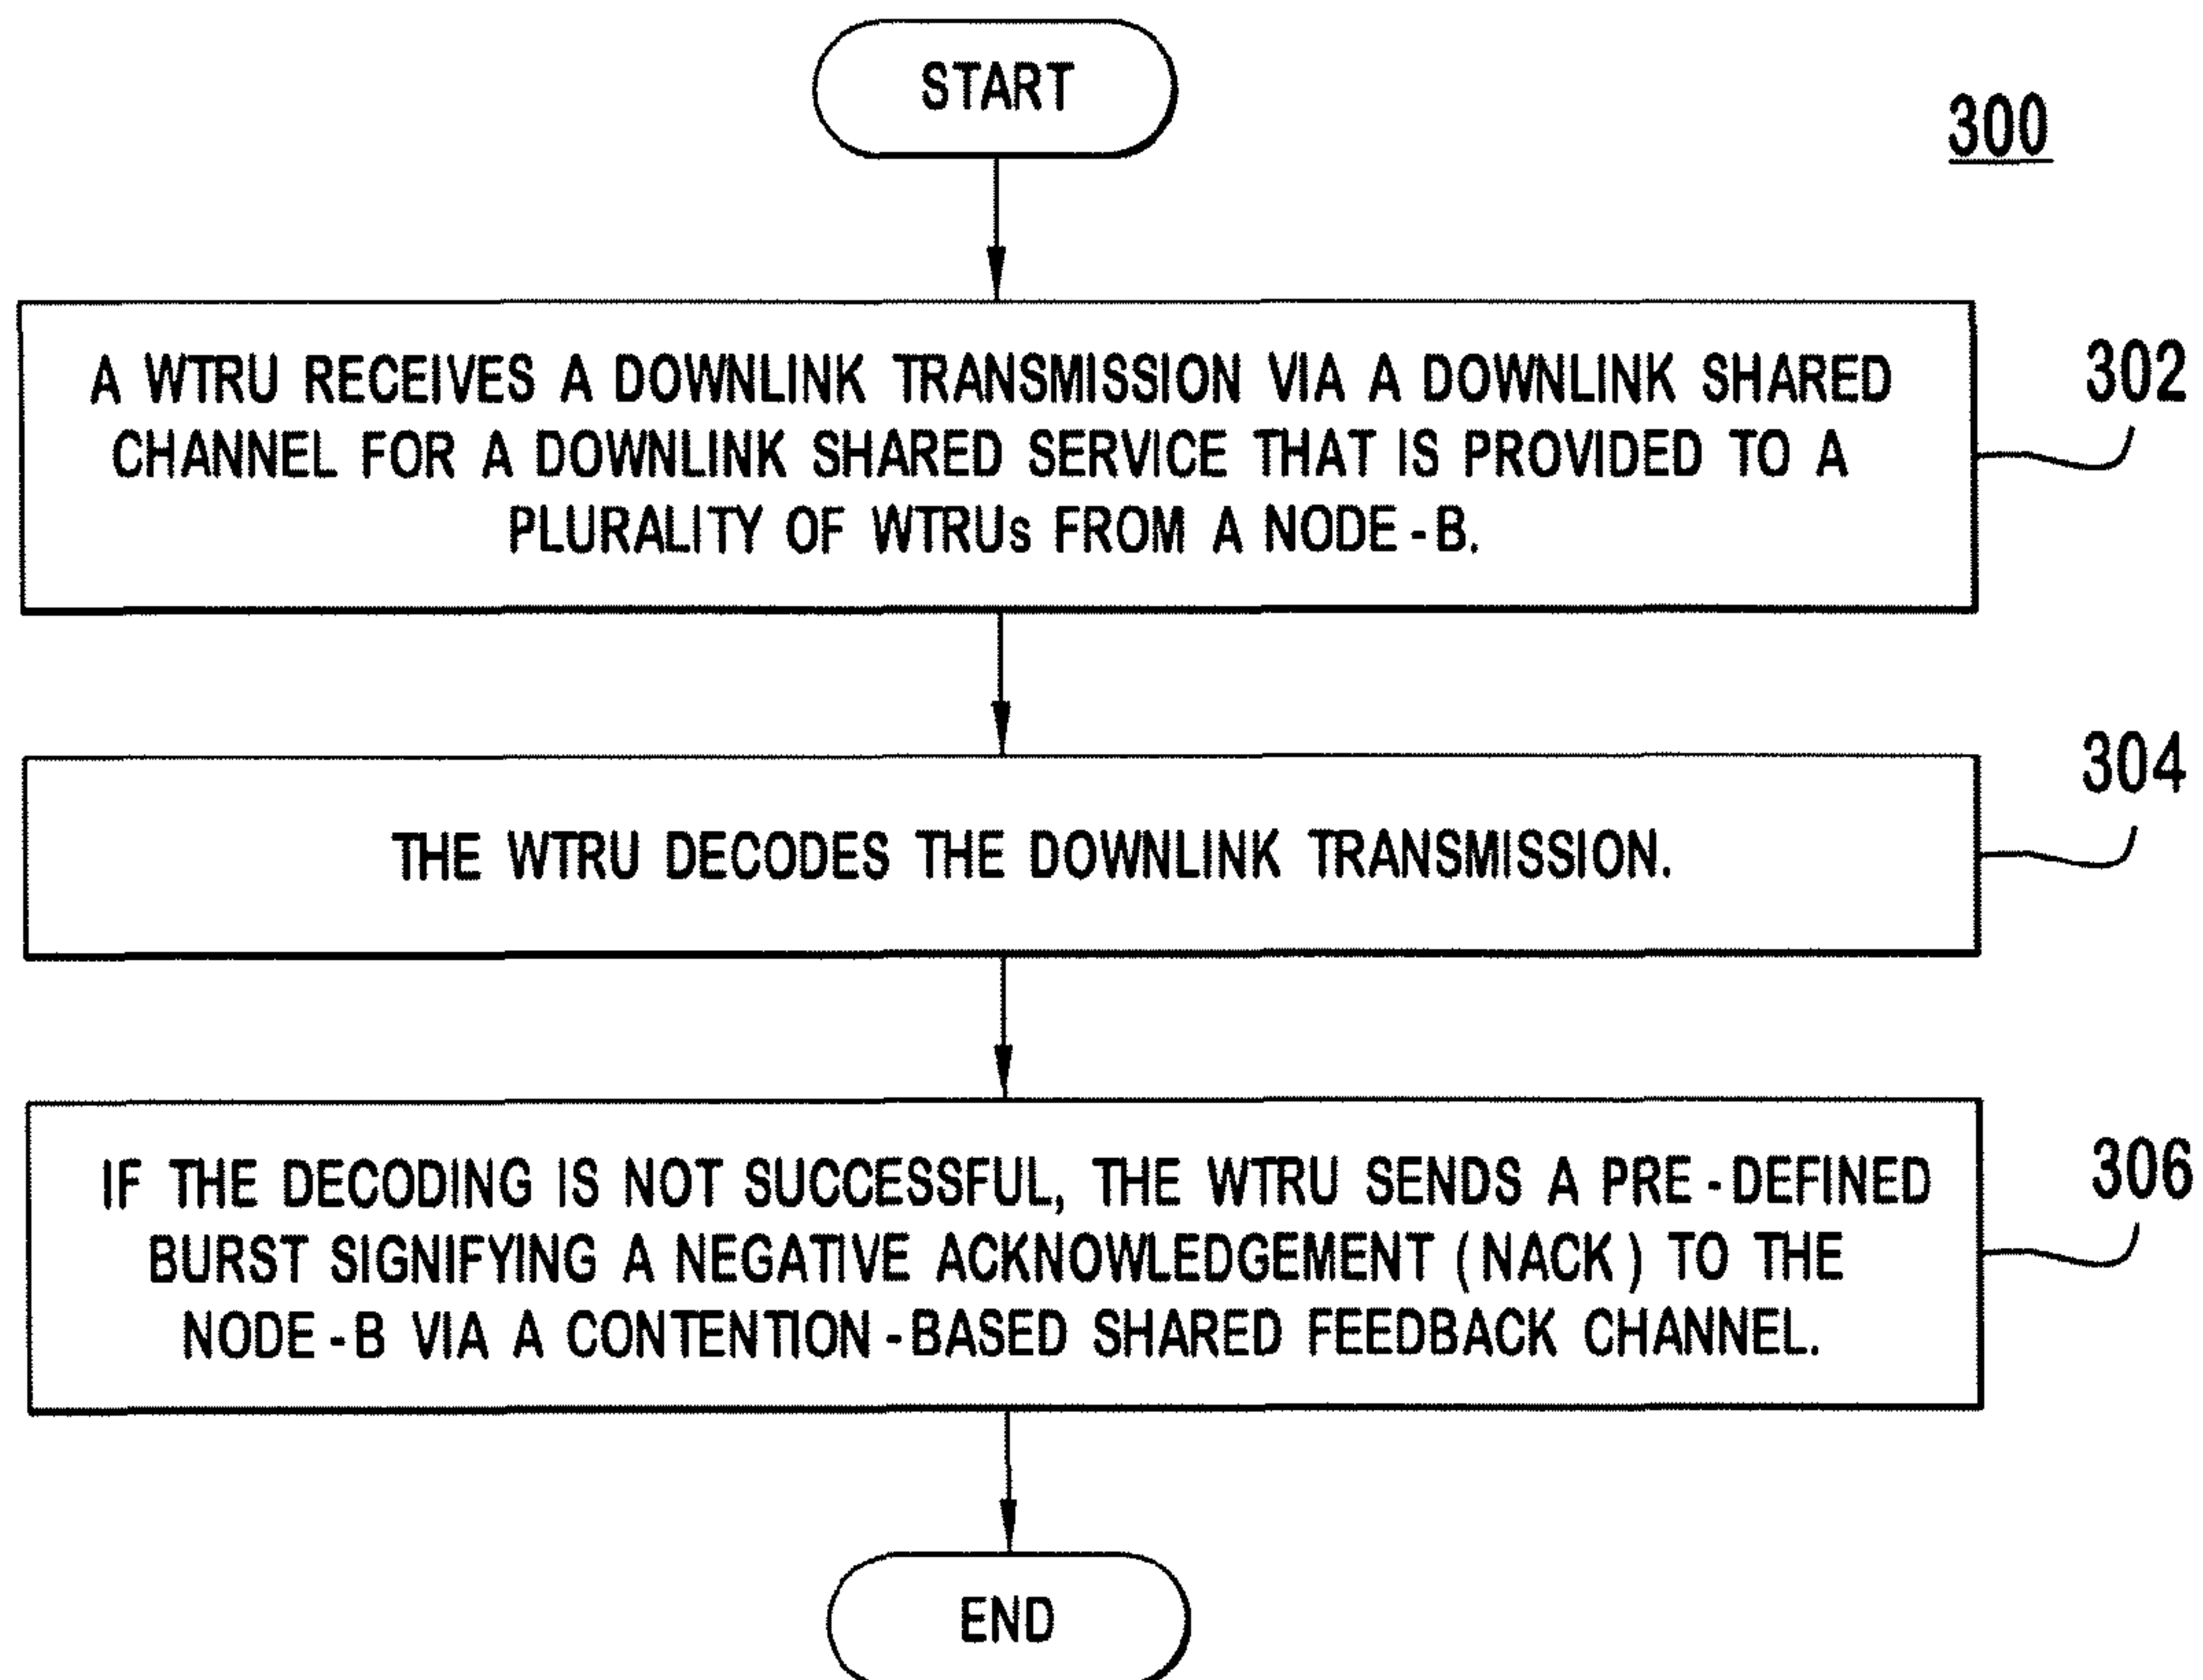 START
300
A WTRU RECEIVES A DOWNLINK TRANSMISSION VIA A DOWNLINK SHARED
CHANNEL FOR A DOWNLINK SHARED SERVICE THAT IS PROVIDED TO A
PLURALITY OF WTRUs FROM A NODE-B.
302
THE WTRU DECODES THE DOWNLINK TRANSMISSION.
304
IF THE DECODING IS NOT SUCCESSFUL, THE WTRU SENDS A PRE-DEFINED
BURST SIGNIFYING A NEGATIVE ACKNOWLEDGEMENT (NACK) TO THE
NODE-B VIA A CONTENTION-BASED SHARED FEEDBACK CHANNEL.
306
END